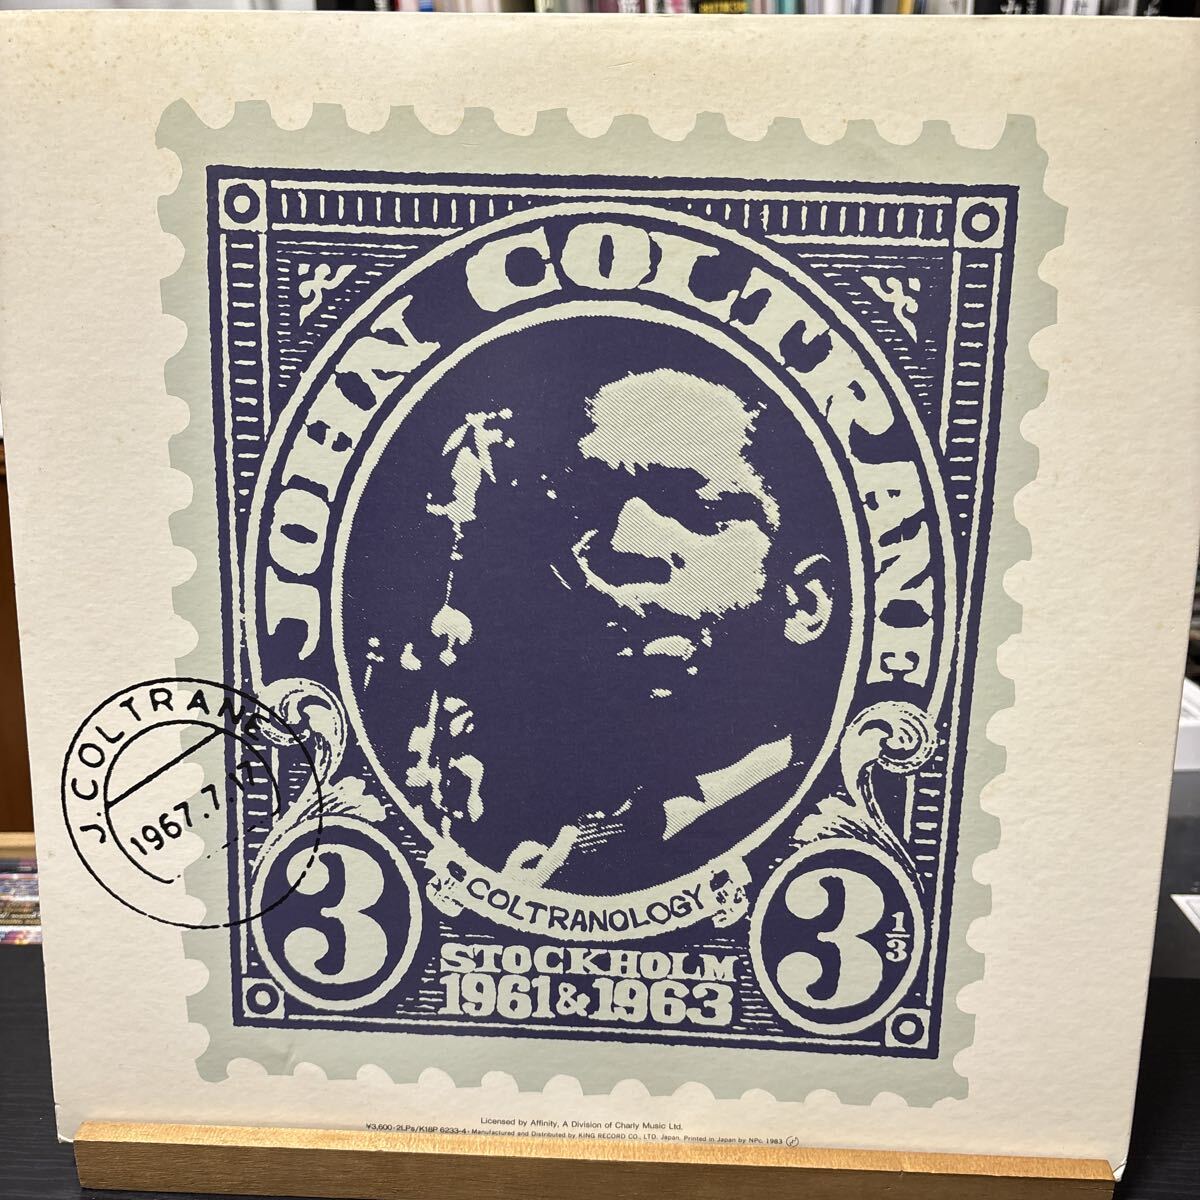 JOHN COLTRANE
J.COLTRANE
1967.7.17
COLTRANOLOGY
3
3 1/3
STOCKHOLM
1961&1963
Licensed by Affinity, A Division of Charly Music Ltd.
¥3,600·2LPs/K18P 6233-4·Manufactured and Distributed by KING RECORD CO., LTD. Japan. Printed in Japan by NPc. 1983